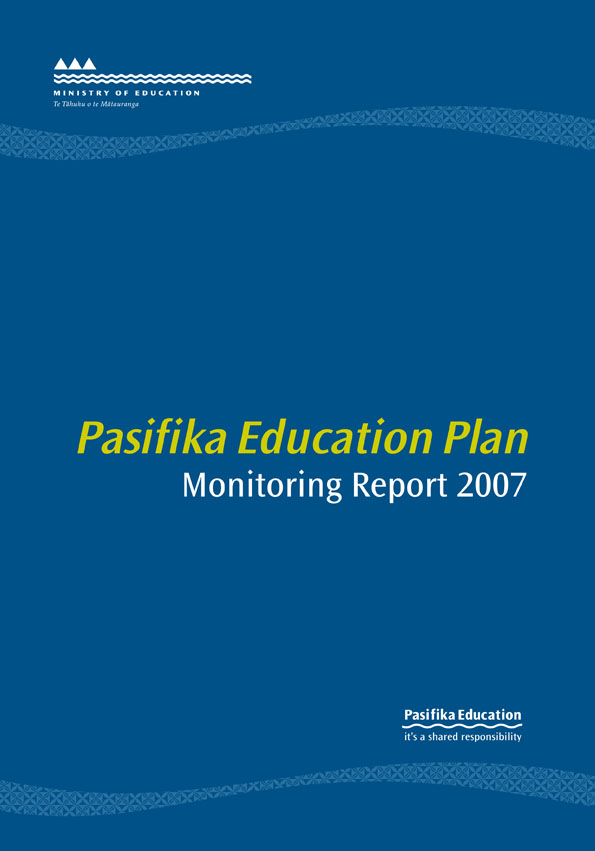 MINISTRY OF EDUCATION
Te Tāhuhu o te Mātauranga
Pasifika Education Plan
Monitoring Report 2007
Pasifika Education
it's a shared responsibility